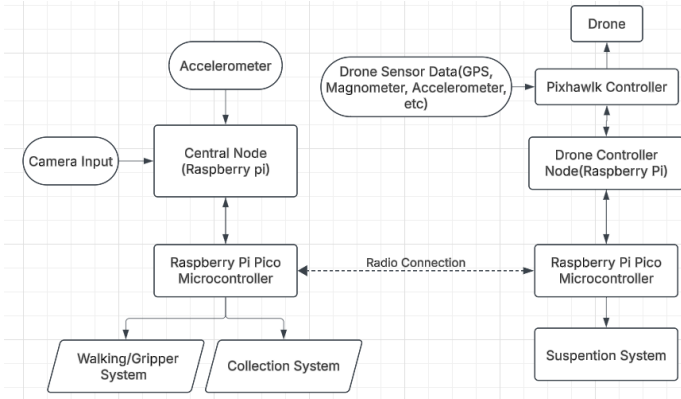 Drone
Accelerometer
Drone Sensor Data(GPS,
Magnometer, Accelerometer,
etc)
Pixhawlk Controller
Camera Input
Central Node
(Raspberry pi)
Drone Controller
Node(Raspberry Pi)
Raspberry Pi Pico
Microcontroller
Radio Connection
Raspberry Pi Pico
Microcontroller
Walking/Gripper
System
Collection System
Suspention System